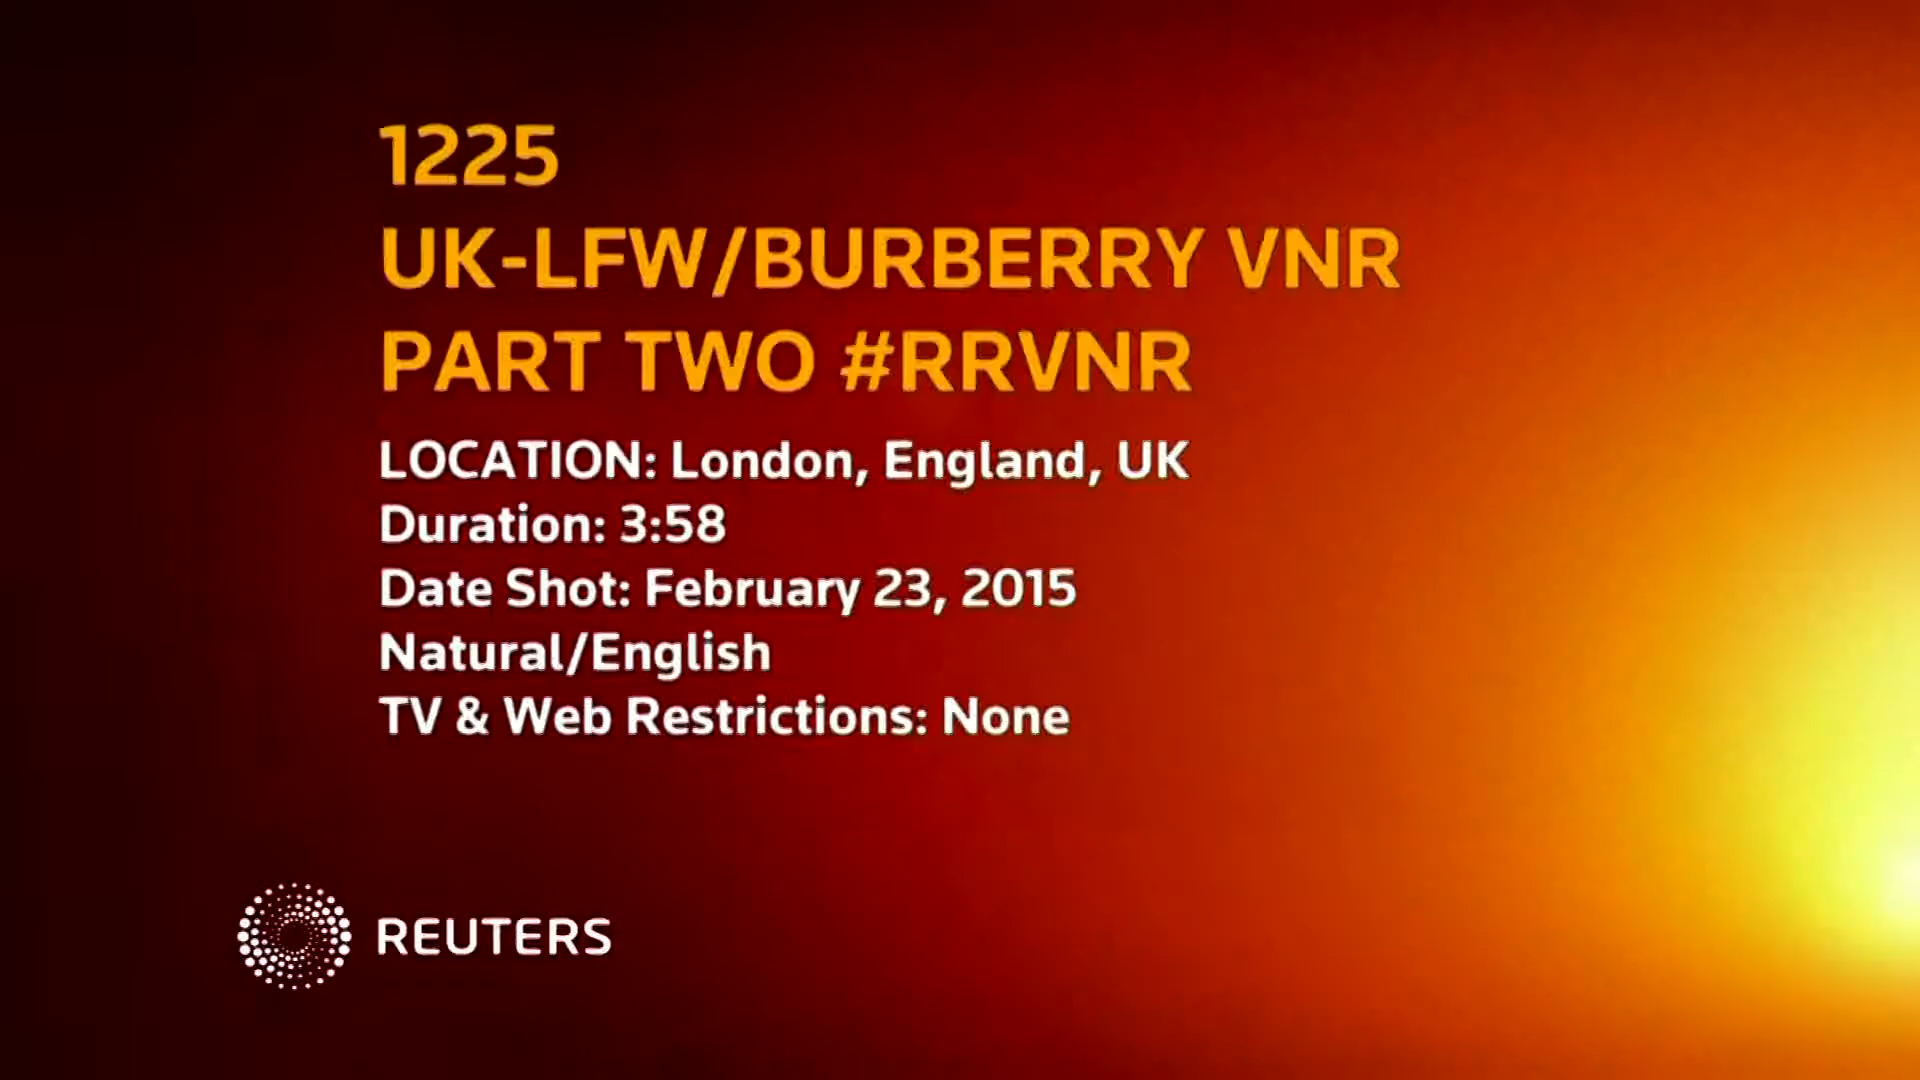 1225
UK-LFW/BURBERRY VNR
PART TWO #RRVNR
LOCATION: London, England, UK
Duration: 3:58
Date Shot: February 23, 2015
Natural/English
TV & Web Restrictions: None
REUTERS